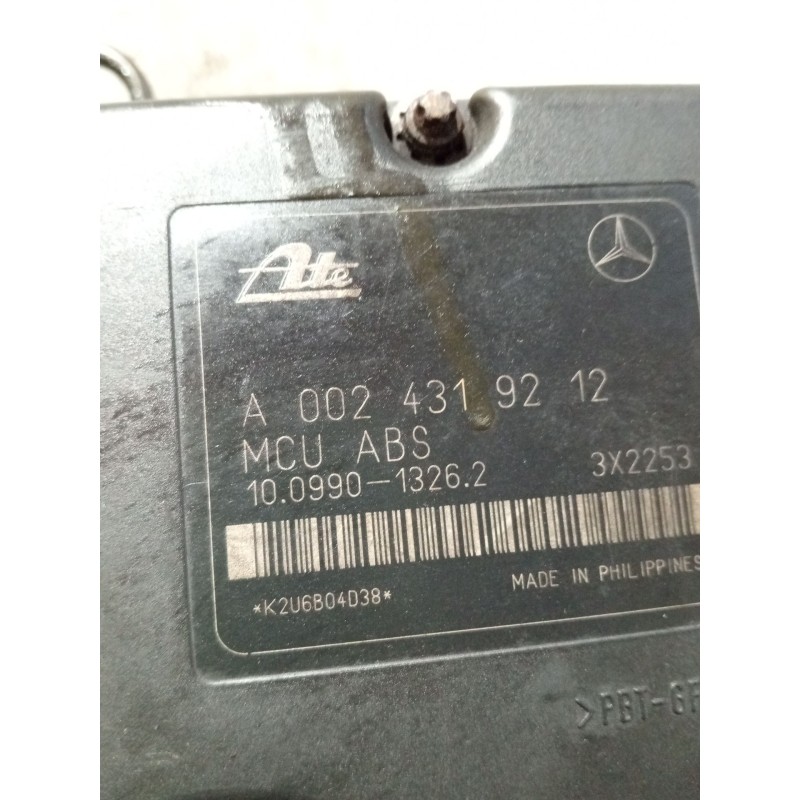 Ate
A 002 431 92 12
MCU ABS
10.0990-1326.2 3X2253
*K2U6B04D38* MADE IN PHILIPPINES
>PBT-GF